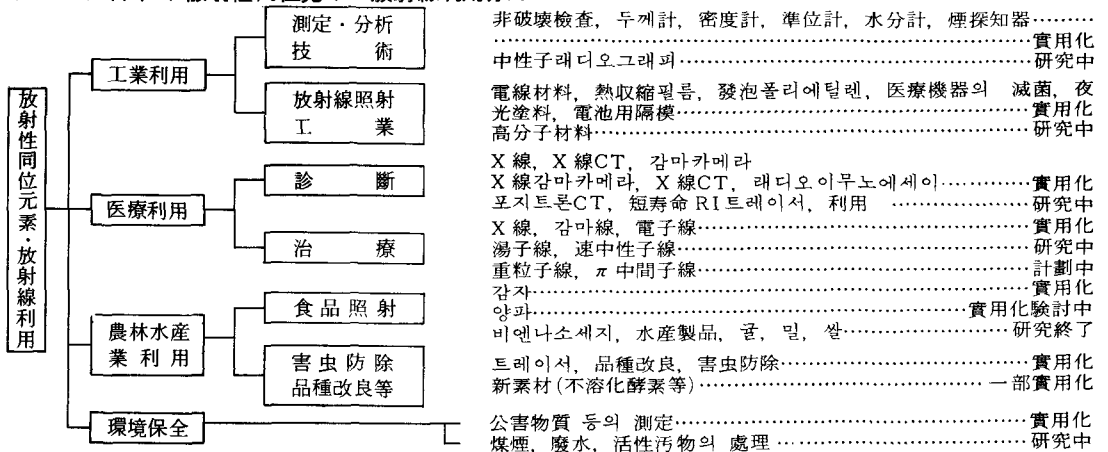 放射性同位元素・放射線利用
工業利用
測定・分析
技 術
非破壞檢査, 두께計, 密度計, 準位計, 水分計, 煙探知器………
……………………………………………………實用化
中性子래디오그래피……………………………………硏究中
放射線照射
工 業
電線材料, 熱収縮필름, 發泡폴리에틸렌, 医療機器의 滅菌, 夜
光塗料, 電池用隔模……………………………………實用化
高分子材料………………………………………………硏究中
医療利用
診 斷
X 線, X 線CT, 감마카메라
X 線감마카메라, X 線CT, 래디오이무노에세이…………實用化
포지트론CT, 短寿命 RI트레이서, 利用 ………………硏究中
治 療
X 線, 감마線, 電子線……………………………………實用化
湯子線, 速中性子線………………………………………硏究中
重粒子線, π 中間子線……………………………………計劃中
農林水産
業 利 用
食 品 照 射
감자…………………………………………………………實用化
양파……………………………………………………實用化驗討中
비엔나소세지, 水産製品, 귤, 밀, 쌀……………………硏究終了
害虫防除
品種改良等
트레이서, 品種改良, 害虫防除……………………………實用化
新素材(不溶化酵素等)……………………………………一部實用化
環境保全
公害物質 등의 測定………………………………………實用化
煤煙, 廢水, 活性汚物의 處理 ……………………………硏究中